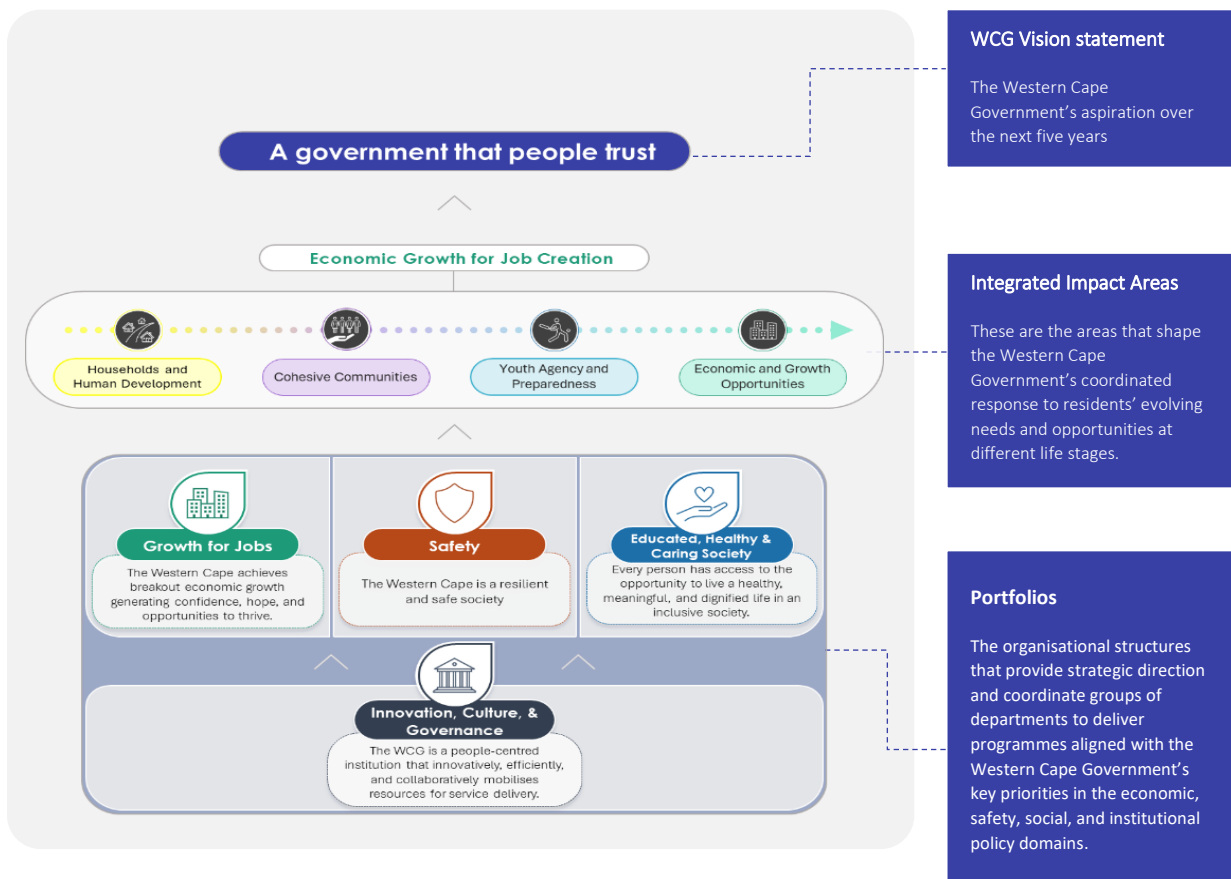 A government that people trust
Economic Growth for Job Creation
Households and
Human Development
Cohesive Communities
Youth Agency and
Preparedness
Economic and Growth
Opportunities
Growth for Jobs
The Western Cape achieves
breakout economic growth
generating confidence, hope, and
opportunities to thrive.
Safety
The Western Cape is a resilient
and safe society
Educated, Healthy &
Caring Society
Every person has access to the
opportunity to live a healthy,
meaningful, and dignified life in an
inclusive society.
Innovation, Culture, &
Governance
The WCG is a people-centred
institution that innovatively, efficiently,
and collaboratively mobilises
resources for service delivery.
WCG Vision statement
The Western Cape
Government's aspiration over
the next five years
Integrated Impact Areas
These are the areas that shape
the Western Cape
Government's coordinated
response to residents' evolving
needs and opportunities at
different life stages.
Portfolios
The organisational structures
that provide strategic direction
and coordinate groups of
departments to deliver
programmes aligned with the
Western Cape Government's
key priorities in the economic,
safety, social, and institutional
policy domains.